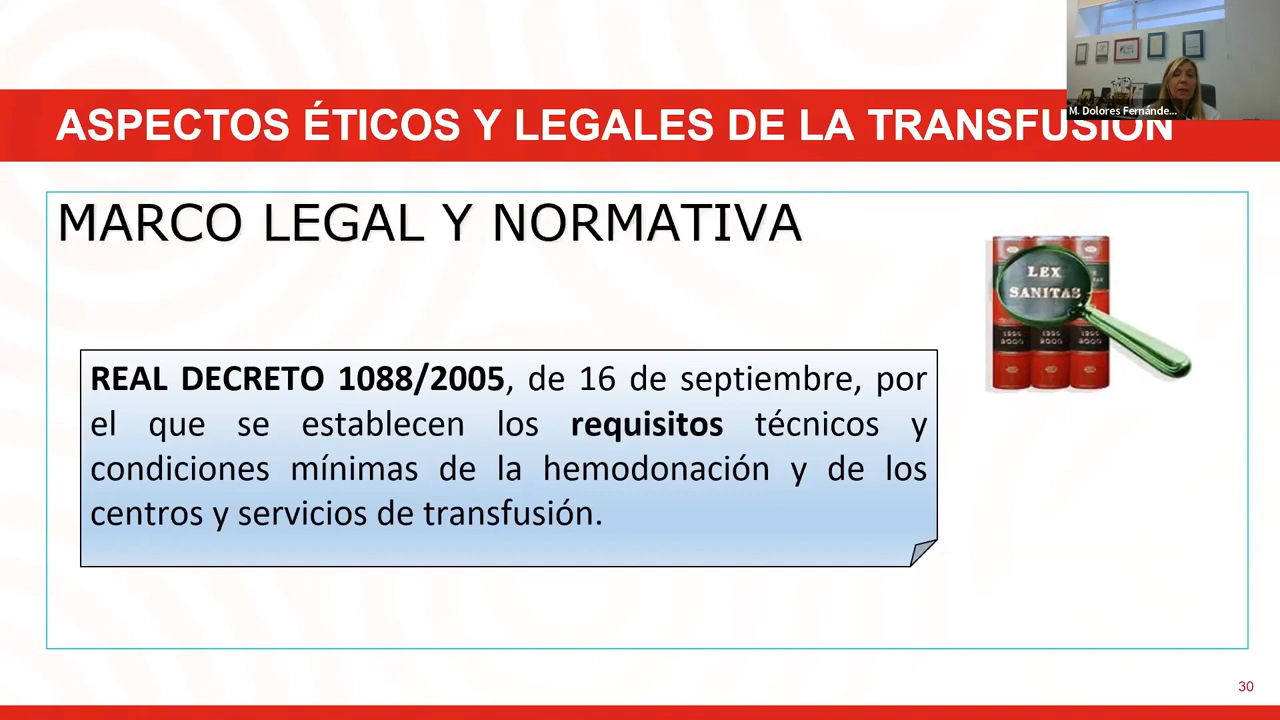 ASPECTOS ÉTICOS Y LEGALES DE LA TRANSFUSIÓN
M. Dolores Fernánde...
MARCO LEGAL Y NORMATIVA
LEX
SANITAS
REAL DECRETO 1088/2005, de 16 de septiembre, por
el que se establecen los requisitos técnicos y
condiciones mínimas de la hemodonación y de los
centros y servicios de transfusión.
30